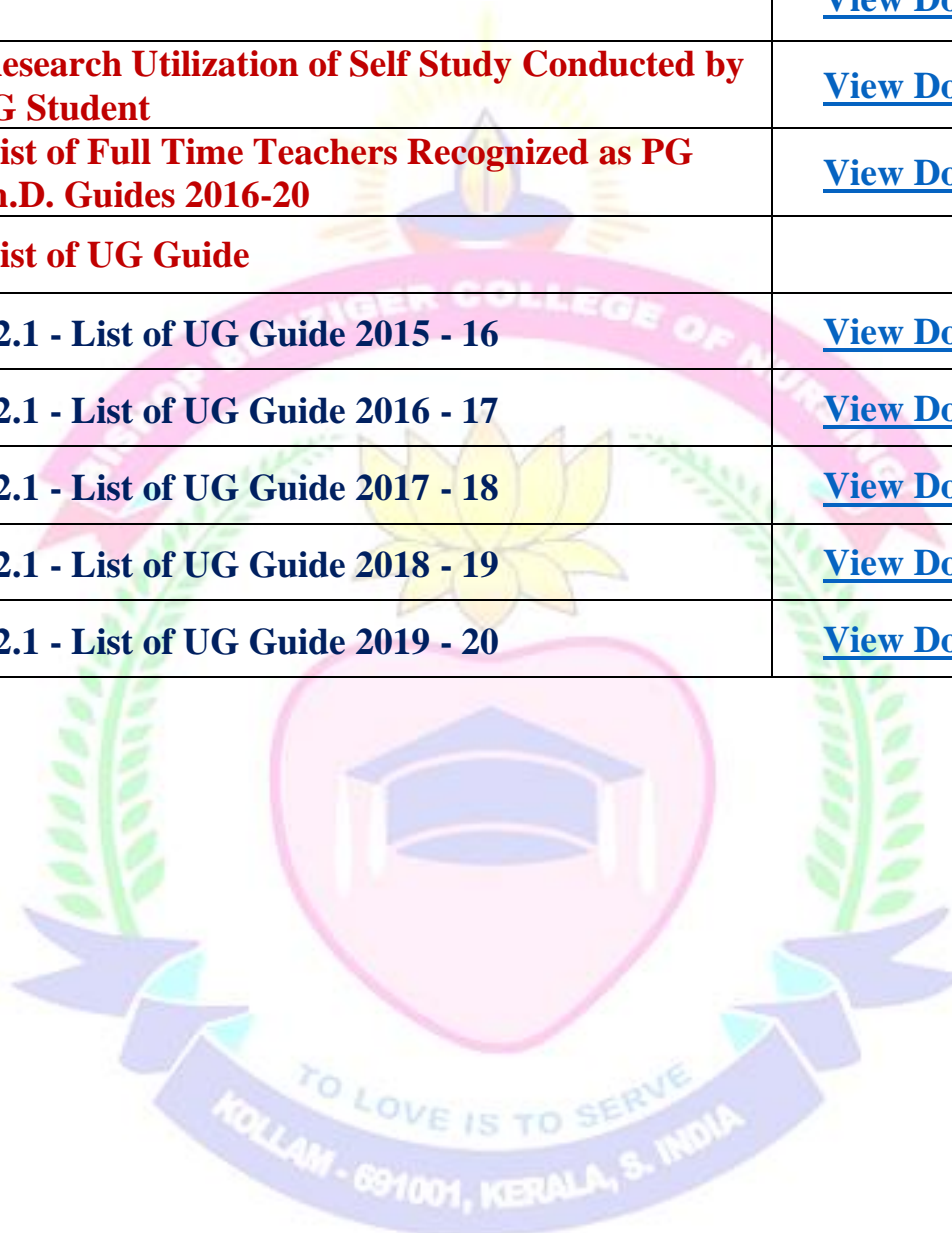 View Do
esearch Utilization of Self Study Conducted by
G Student
View Do
ist of Full Time Teachers Recognized as PG
h.D. Guides 2016-20
View Do
ist of UG Guide
2.1 - List of UG Guide 2015 - 16
View Do
2.1 - List of UG Guide 2016 - 17
View Do
2.1 - List of UG Guide 2017 - 18
View Do
2.1 - List of UG Guide 2018 - 19
View Do
2.1 - List of UG Guide 2019 - 20
View Do
BISHOP BENZIGER COLLEGE OF NURSING
TO LOVE IS TO SERVE
KOLLAM - 691001, KERALA, S. INDIA